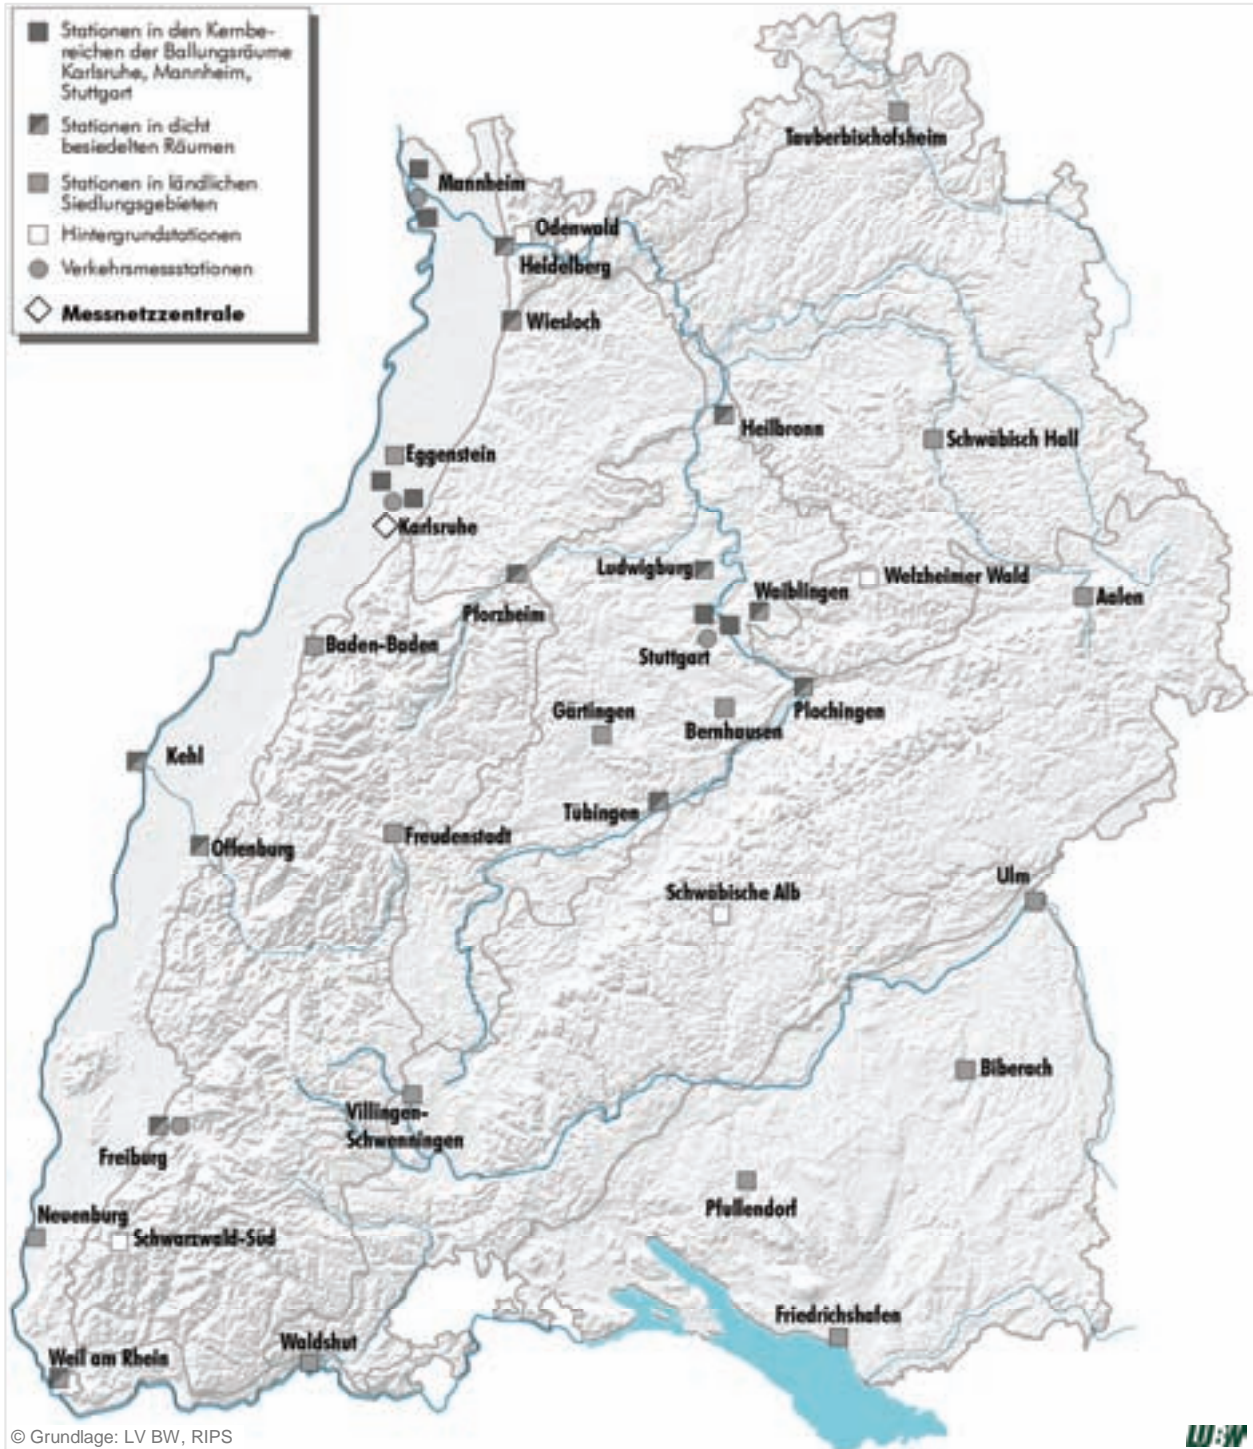 Stationen in den Kernbe-
reichen der Ballungsräume
Karlsruhe, Mannheim,
Stuttgart
Stationen in dicht
besiedelten Räumen
Stationen in ländlichen
Siedlungsgebieten
Hintergrundstationen
Verkehrsmessstationen
Messnetzzentrale
Tauberbischofsheim
Mannheim
Odenwald
Heidelberg
Wiesloch
Heilbronn
Schwäbisch Hall
Eggenstein
Karlsruhe
Ludwigburg
Welzheimer Wald
Waiblingen
Aalen
Pforzheim
Baden-Baden
Stuttgart
Gärtingen
Bernhausen
Plochingen
Kehl
Tübingen
Freudenstadt
Offenburg
Schwäbische Alb
Ulm
Biberach
Villingen-
Schwenningen
Freiburg
Pfullendorf
Neuenburg
Schwarzwald-Süd
Friedrichshafen
Waldshut
Weil am Rhein
© Grundlage: LV BW, RIPS
LUBW